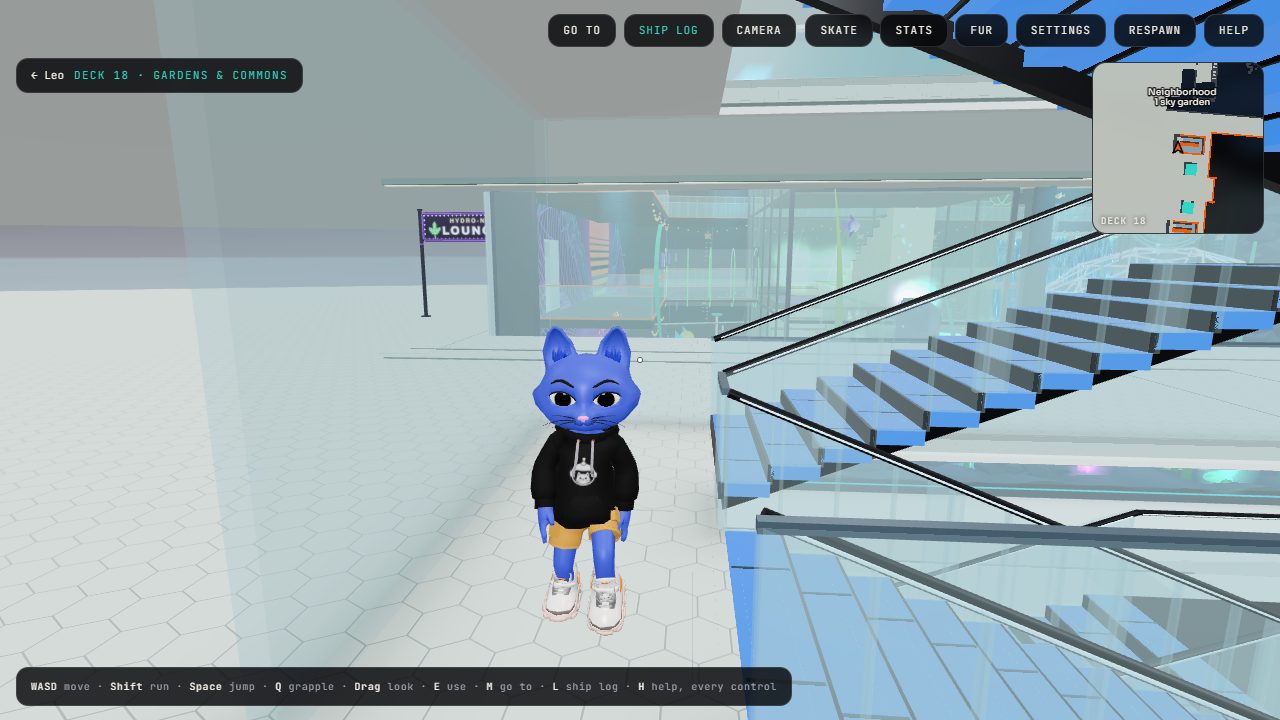 GO TO
SHIP LOG
CAMERA
SKATE
STATS
FUR
SETTINGS
RESPAWN
HELP
← Leo DECK 18 · GARDENS & COMMONS
Neighborhood
1 sky garden
DECK 18
WASD move · Shift run · Space jump · Q grapple · Drag look · E use · M go to · L ship log · H help, every control